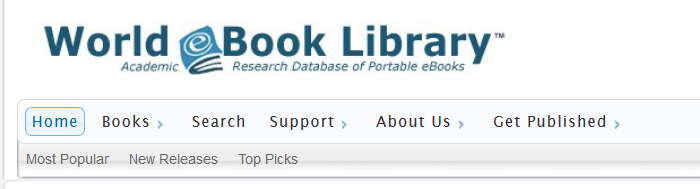 World eBook Library™
Academic Research Database of Portable eBooks
Home Books Search Support About Us Get Published
Most Popular New Releases Top Picks